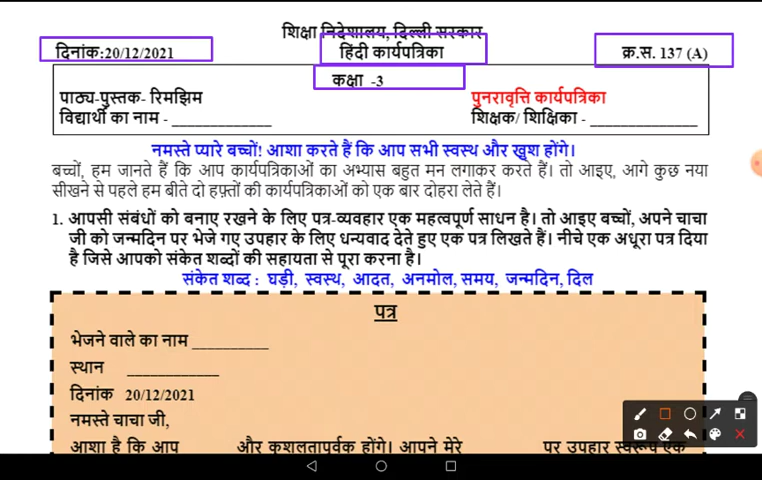 शिक्षा निदेशालय, दिल्ली सरकार
दिनांक:20/12/2021 हिंदी कार्यपत्रिका क्र.स. 137 (A)
कक्षा -3
पाठ्य-पुस्तक- रिमझिम पुनरावृत्ति कार्यपत्रिका
विद्यार्थी का नाम - _____________ शिक्षक/ शिक्षिका - ______________
नमस्ते प्यारे बच्चों! आशा करते हैं कि आप सभी स्वस्थ और खुश होंगे।
बच्चों, हम जानते हैं कि आप कार्यपत्रिकाओं का अभ्यास बहुत मन लगाकर करते हैं। तो आइए, आगे कुछ नया
सीखने से पहले हम बीते दो हफ़्तों की कार्यपत्रिकाओं को एक बार दोहरा लेते हैं।
1. आपसी संबंधों को बनाए रखने के लिए पत्र-व्यवहार एक महत्वपूर्ण साधन है। तो आइए बच्चों, अपने चाचा
जी को जन्मदिन पर भेजे गए उपहार के लिए धन्यवाद देते हुए एक पत्र लिखते हैं। नीचे एक अधूरा पत्र दिया
है जिसे आपको संकेत शब्दों की सहायता से पूरा करना है।
संकेत शब्द : घड़ी, स्वस्थ, आदत, अनमोल, समय, जन्मदिन, दिल
पत्र
भेजने वाले का नाम __________
स्थान ____________
दिनांक 20/12/2021
नमस्ते चाचा जी,
आशा है कि आप और कुशलतापूर्वक होंगे। आपने मेरे पर उपहार स्वरूप एक